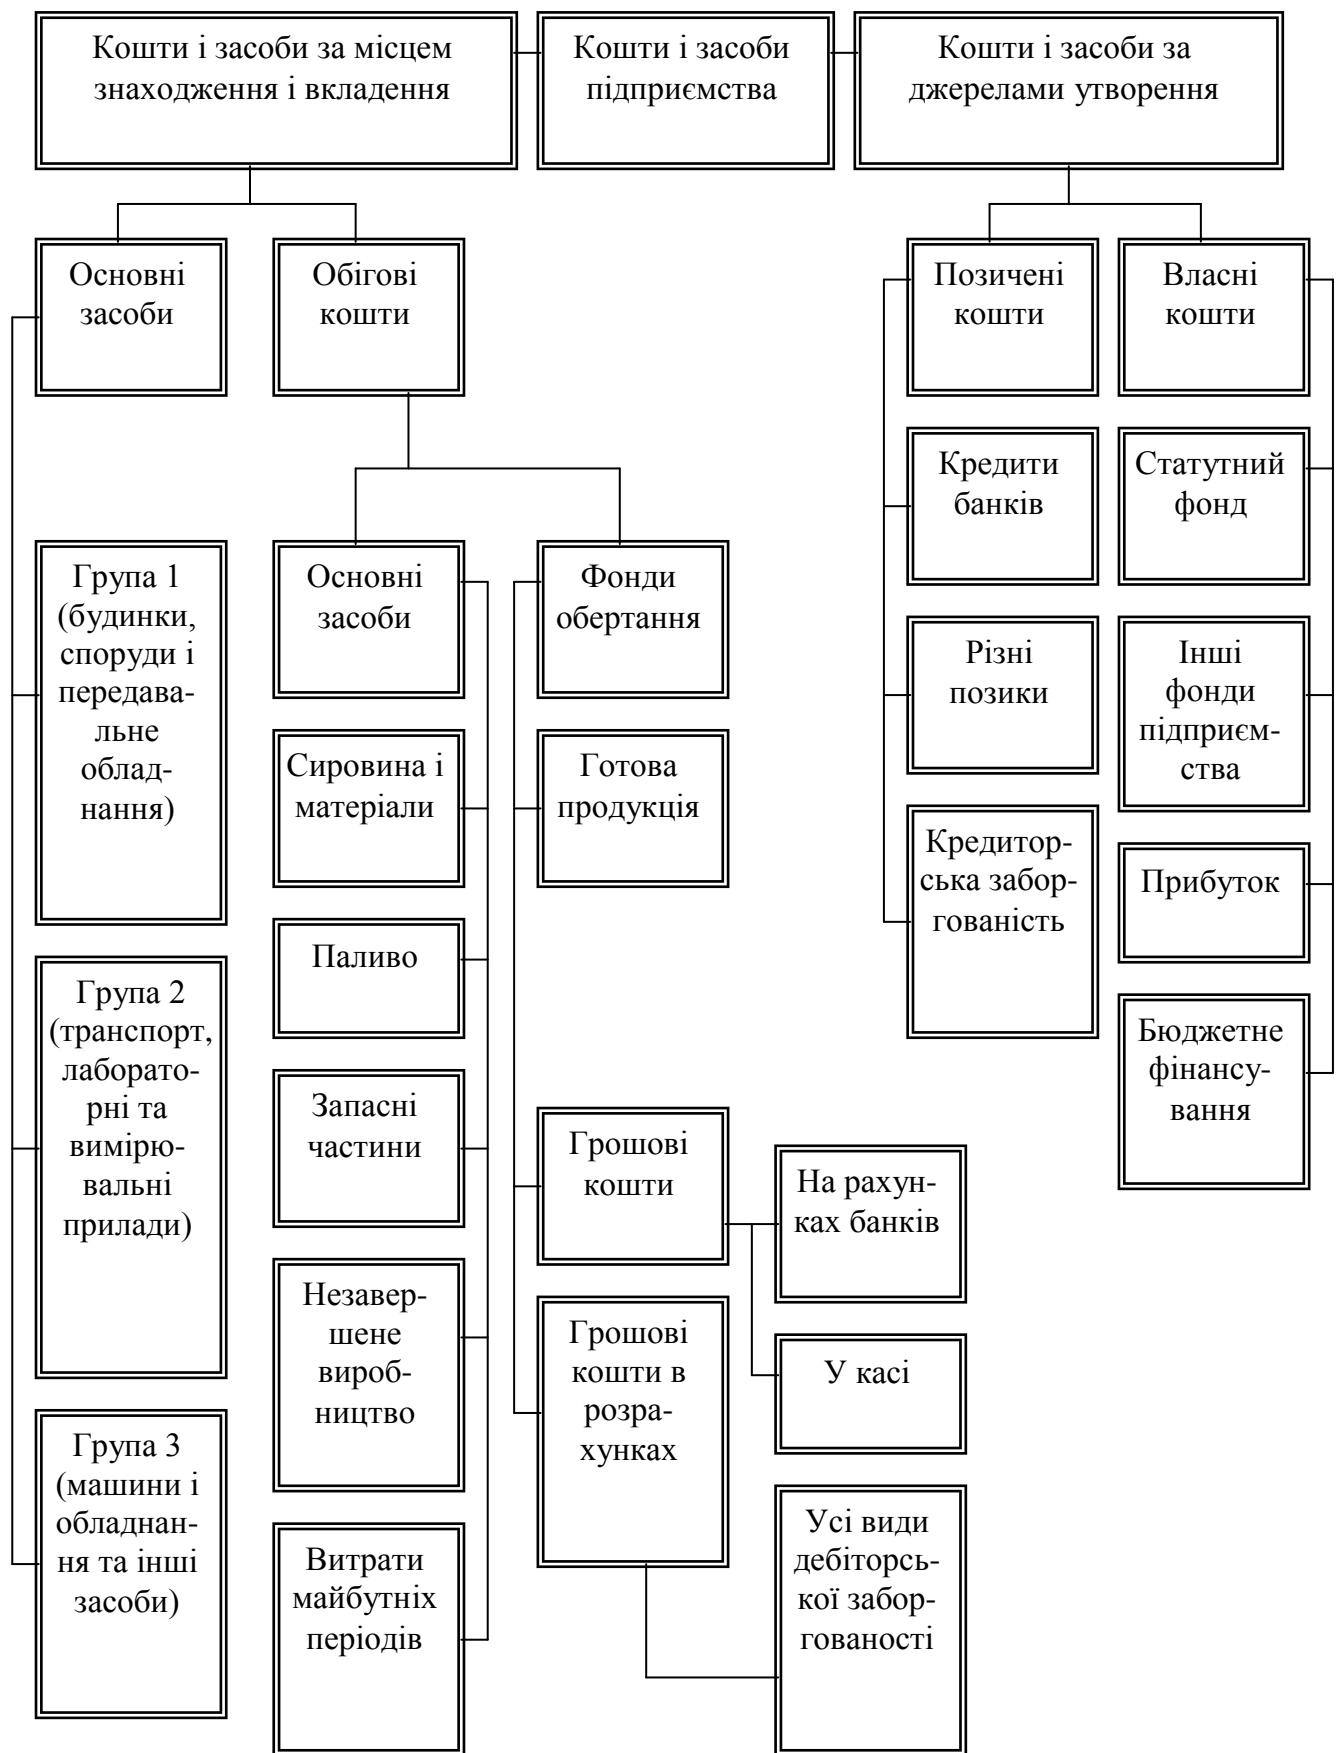 Кошти і засоби за місцем
знаходження і вкладення
Кошти і засоби
підприємства
Кошти і засоби за
джерелами утворення
Основні
засоби
Обігові
кошти
Позичені
кошти
Власні
кошти
Кредити
банків
Статутний
фонд
Група 1
(будинки,
споруди і
передава-
льне
облад-
нання)
Основні
засоби
Фонди
обертання
Різні
позики
Інші
фонди
підприєм-
ства
Сировина і
матеріали
Готова
продукція
Кредитор-
ська забор-
гованість
Прибуток
Паливо
Група 2
(транспорт,
лаборато-
рні та
вимірю-
вальні
прилади)
Бюджетне
фінансу-
вання
Запасні
частини
Грошові
кошти
На рахун-
ках банків
Незавер-
шене
вироб-
ництво
Грошові
кошти в
розра-
хунках
У касі
Група 3
(машини і
обладнан-
ня та інші
засоби)
Витрати
майбутніх
періодів
Усі види
дебіторсь-
кої забор-
гованості